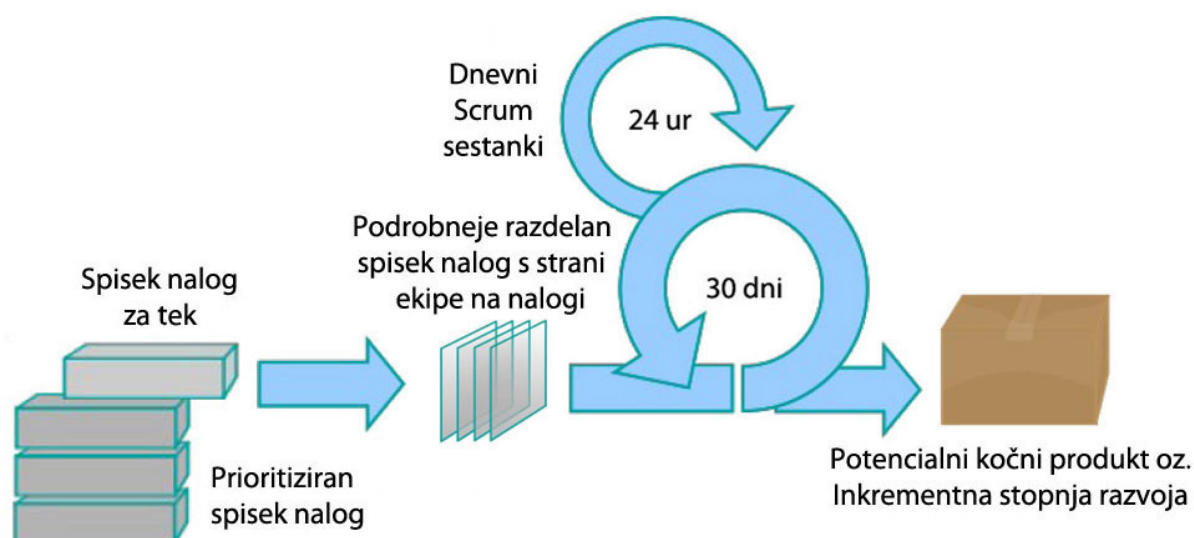 Dnevni
Scrum
sestanki
24 ur
Podrobneje razdelan
spisek nalog s strani
ekipe na nalogi
30 dni
Spisek nalog
za tek
Prioritiziran
spisek nalog
Potencialni kočni produkt oz.
Inkrementna stopnja razvoja